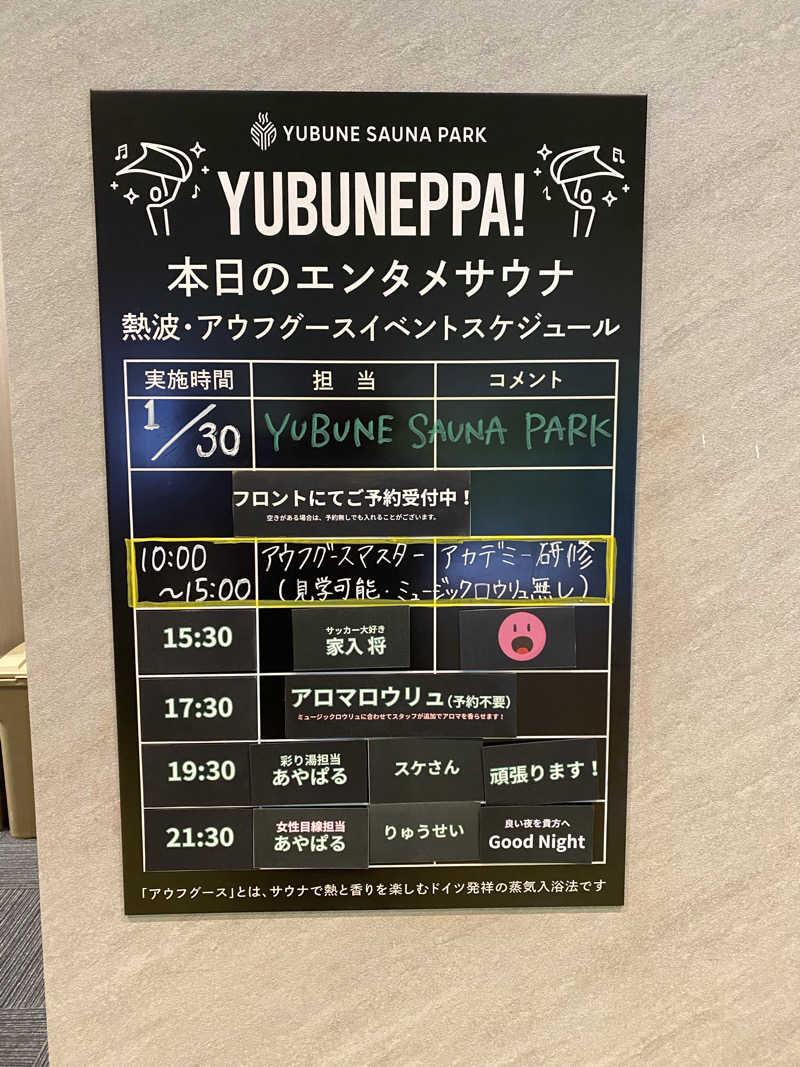 YUBUNE SAUNA PARK
YUBUNEPPA!
本日のエンタメサウナ
熱波・アウフグースイベントスケジュール
実施時間 担当 コメント
1/30 YUBUNE SAUNA PARK
フロントにてご予約受付中!
空きがある場合は、予約無しでも入れることがございます。
10:00 アウフグースマスター アカデミー研修
~15:00 (見学可能・ミュージックロウリュ無し)
サッカー大好き
15:30 家入 将
17:30 アロマロウリュ(予約不要)
ミュージックロウリュに合わせてスタッフが追加でアロマを香らせます!
彩り湯担当
19:30 あやぱる スケさん 頑張ります!
女性目線担当 良い夜を貴方へ
21:30 あやぱる りゅうせい Good Night
「アウフグース」とは、サウナで熱と香りを楽しむドイツ発祥の蒸気入浴法です